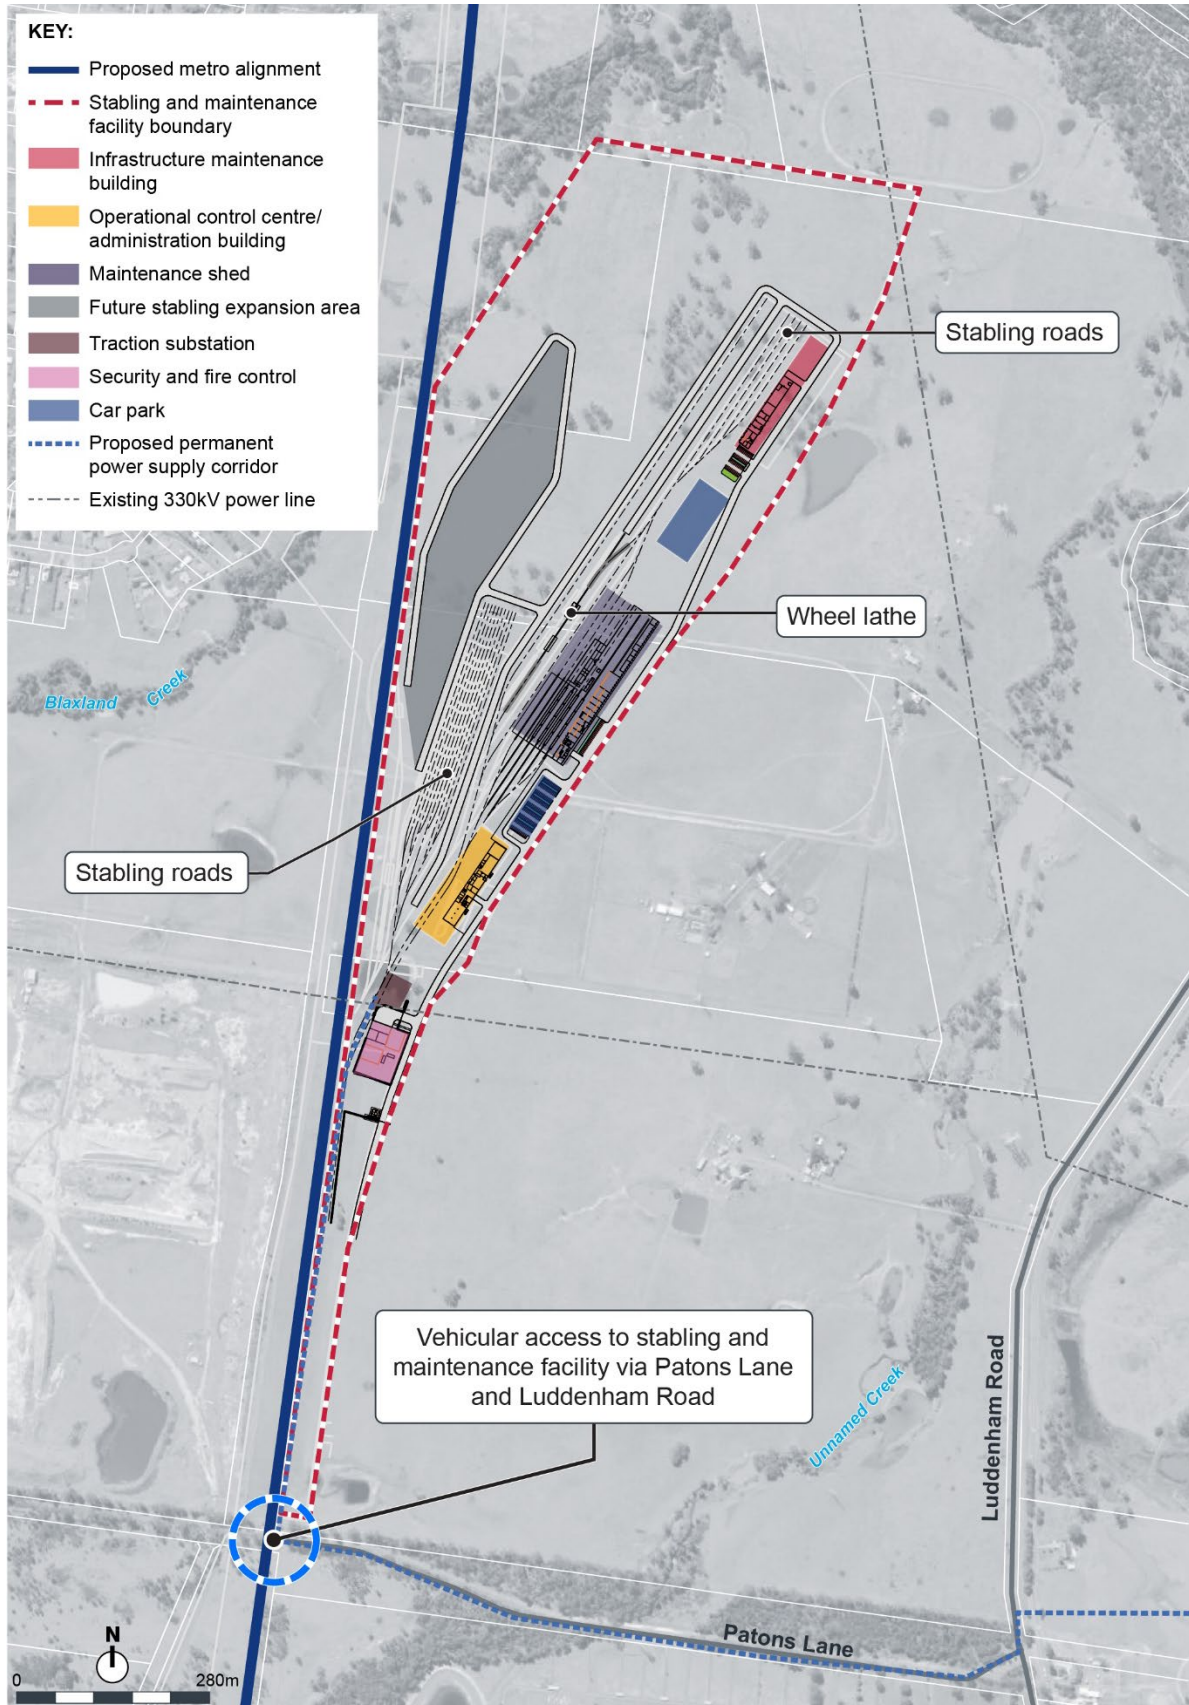 KEY:
Proposed metro alignment
Stabling and maintenance
facility boundary
Infrastructure maintenance
building
Operational control centre/
administration building
Maintenance shed
Future stabling expansion area
Traction substation
Security and fire control
Car park
Proposed permanent
power supply corridor
Existing 330kV power line
Stabling roads
Wheel lathe
Blaxland Creek
Stabling roads
Vehicular access to stabling and
maintenance facility via Patons Lane
and Luddenham Road
Luddenham Road
Unnamed Creek
Patons Lane
N
0 280m